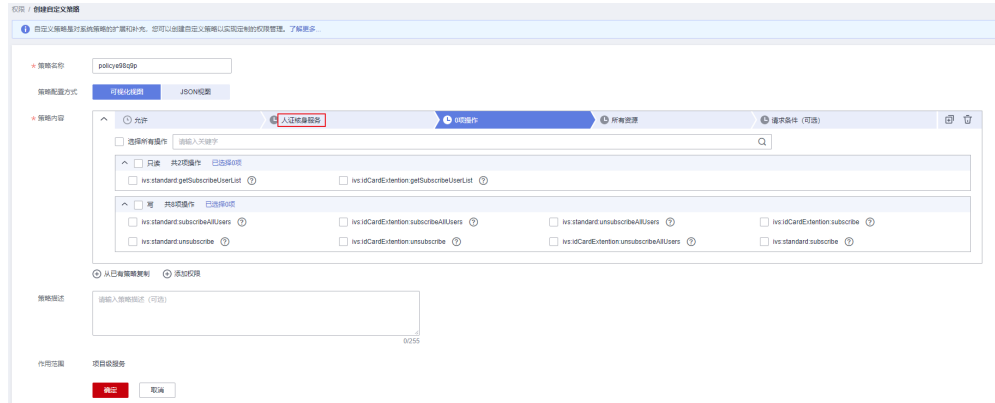 权限 / 创建自定义策略
自定义策略是对系统策略的扩展和补充，您可以创建自定义策略以实现定制的权限管理。了解更多...
* 策略名称 policye98q9p
策略配置方式 可视化视图 JSON视图
* 策略内容 允许 人证核身服务 0项操作 所有资源 请求条件（可选）
选择所有操作 请输入关键字
只读 共2项操作 已选择0项
ivs:standard:getSubscribeUserList ivs:idCardExtention:getSubscribeUserList
写 共8项操作 已选择0项
ivs:standard:subscribeAllUsers ivs:idCardExtention:subscribeAllUsers ivs:standard:unsubscribeAllUsers ivs:idCardExtention:subscribe
ivs:standard:unsubscribe ivs:idCardExtention:unsubscribe ivs:idCardExtention:unsubscribeAllUsers ivs:standard:subscribe
从已有策略复制 添加权限
策略描述 请输入策略描述（可选）
0/255
作用范围 项目级服务
确定 取消